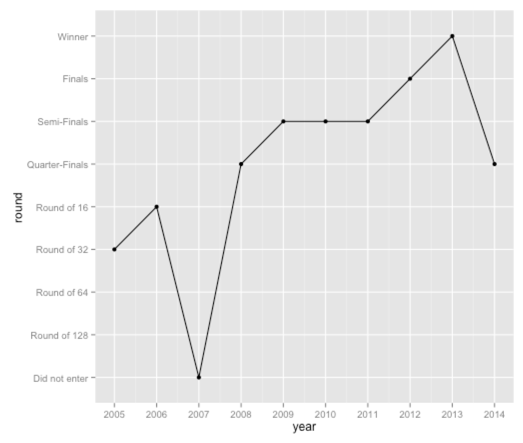 Winner
Finals
Semi-Finals
Quarter-Finals
Round of 16
Round of 32
Round of 64
Round of 128
Did not enter
round
2005 2006 2007 2008 2009 2010 2011 2012 2013 2014
year